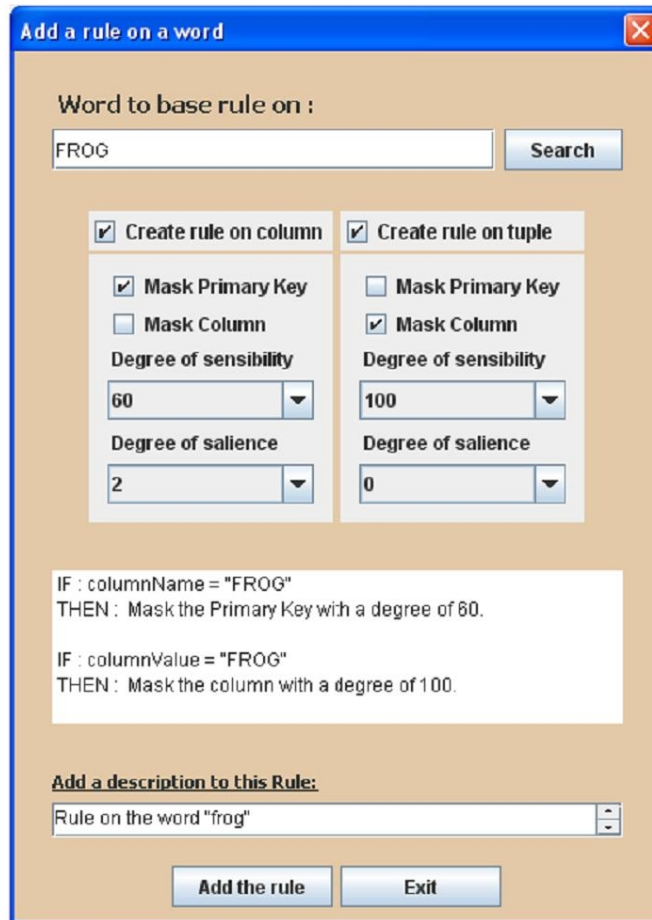 Add a rule on a word
Word to base rule on :
FROG
Search
Create rule on column
Create rule on tuple
Mask Primary Key
Mask Column
Degree of sensibility
60
Degree of salience
2
Mask Primary Key
Mask Column
Degree of sensibility
100
Degree of salience
0
IF : columnName = "FROG"
THEN : Mask the Primary Key with a degree of 60.
IF : columnValue = "FROG"
THEN : Mask the column with a degree of 100.
Add a description to this Rule:
Rule on the word "frog"
Add the rule
Exit